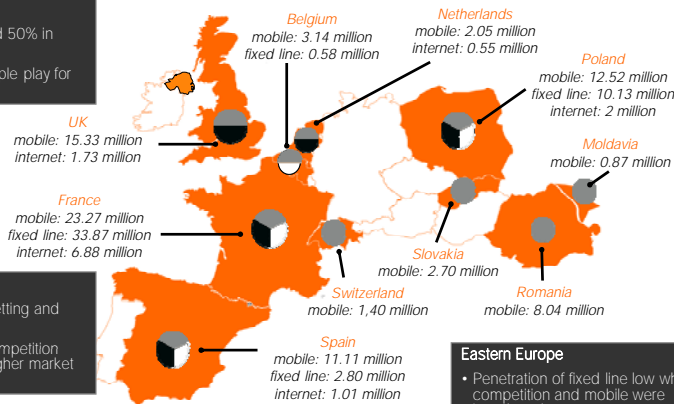 d 50% in
ple play for
Belgium
mobile: 3.14 million
fixed line: 0.58 million
Netherlands
mobile: 2.05 million
internet: 0.55 million
Poland
mobile: 12.52 million
fixed line: 10.13 million
internet: 2 million
UK
mobile: 15.33 million
internet: 1.73 million
Moldavia
mobile: 0.87 million
France
mobile: 23.27 million
fixed line: 33.87 million
internet: 6.88 million
Slovakia
mobile: 2.70 million
Switzerland
mobile: 1,40 million
Romania
mobile: 8.04 million
etting and
mpetition
gher market
Spain
mobile: 11.11 million
fixed line: 2.80 million
internet: 1.01 million
Eastern Europe
• Penetration of fixed line low wh
competition and mobile were